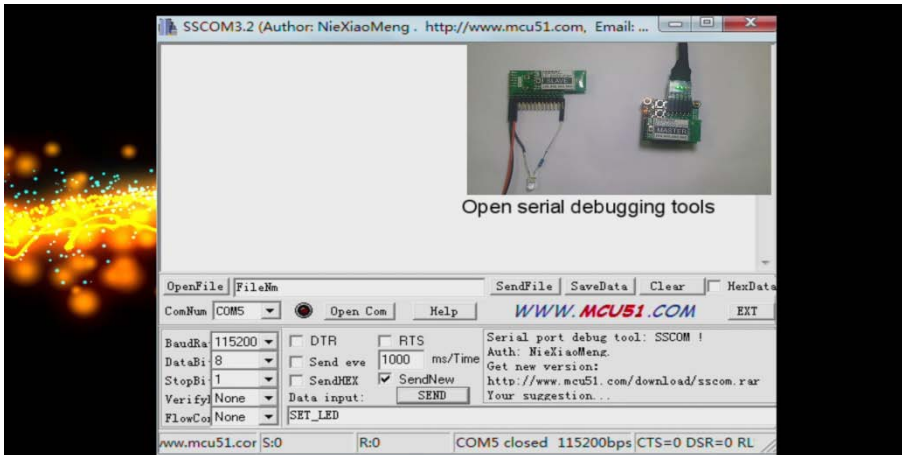 SSCOM3.2 (Author: NieXiaoMeng . http://www.mcu51.com, Email: ...
SLAVE
MASTER
Open serial debugging tools
OpenFile FileNm SendFile SaveData Clear HexData
ComNum COM5 Open Com Help WWW.MCU51.COM EXT
BaudRa 115200 DTR RTS
DataBi 8 Send eve 1000 ms/Time
StopBi 1 SendHEX SendNew
VerifyI None Data input: SEND
FlowCon None SET_LED
Serial port debug tool: SSCOM !
Auth: NieXiaoMeng.
Get new version:
http://www.mcu51.com/download/sscom.rar
Your suggestion...
www.mcu51.cor S:0 R:0 COM5 closed 115200bps CTS=0 DSR=0 RL